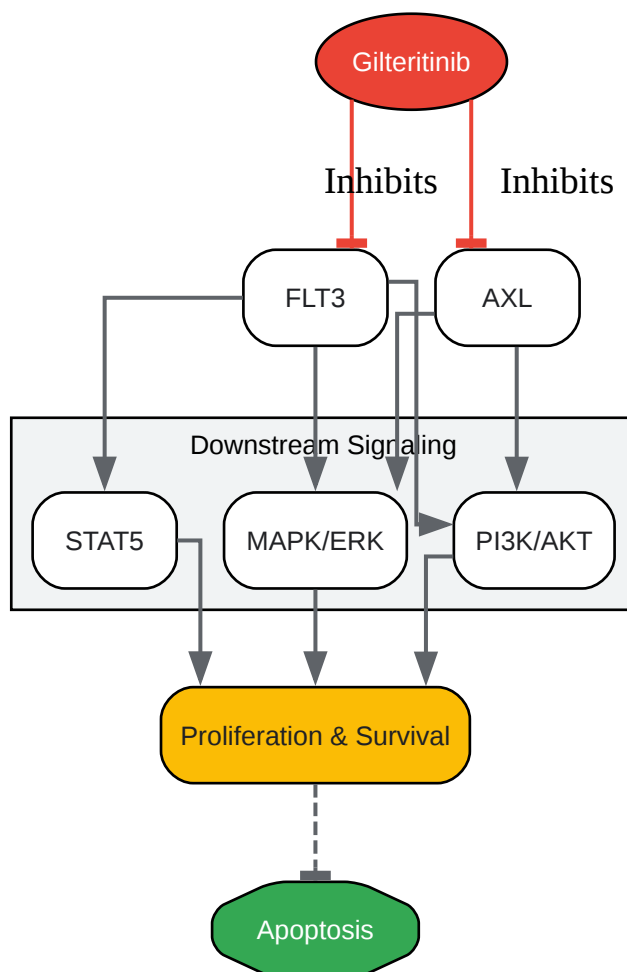 Gilteritinib
Inhibits
Inhibits
FLT3
AXL
Downstream Signaling
STAT5
MAPK/ERK
PI3K/AKT
Proliferation & Survival
Apoptosis